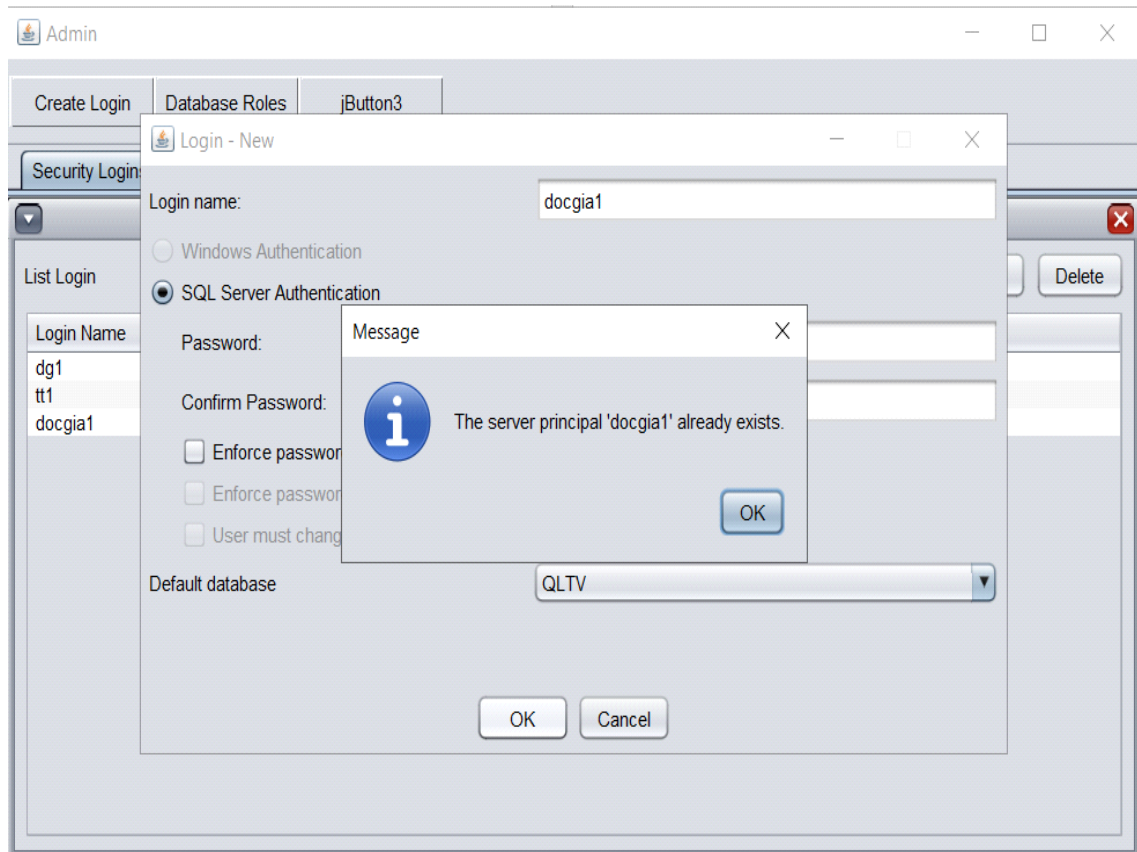 Admin
Create Login Database Roles jButton3
Login - New
Security Login
Login name: docgia1
Windows Authentication
List Login
Delete
SQL Server Authentication
Message
Login Name
Password:
dg1
tt1
docgia1
Confirm Password:
The server principal 'docgia1' already exists.
Enforce passwor
Enforce passwor
OK
User must chang
Default database QLTV
OK Cancel